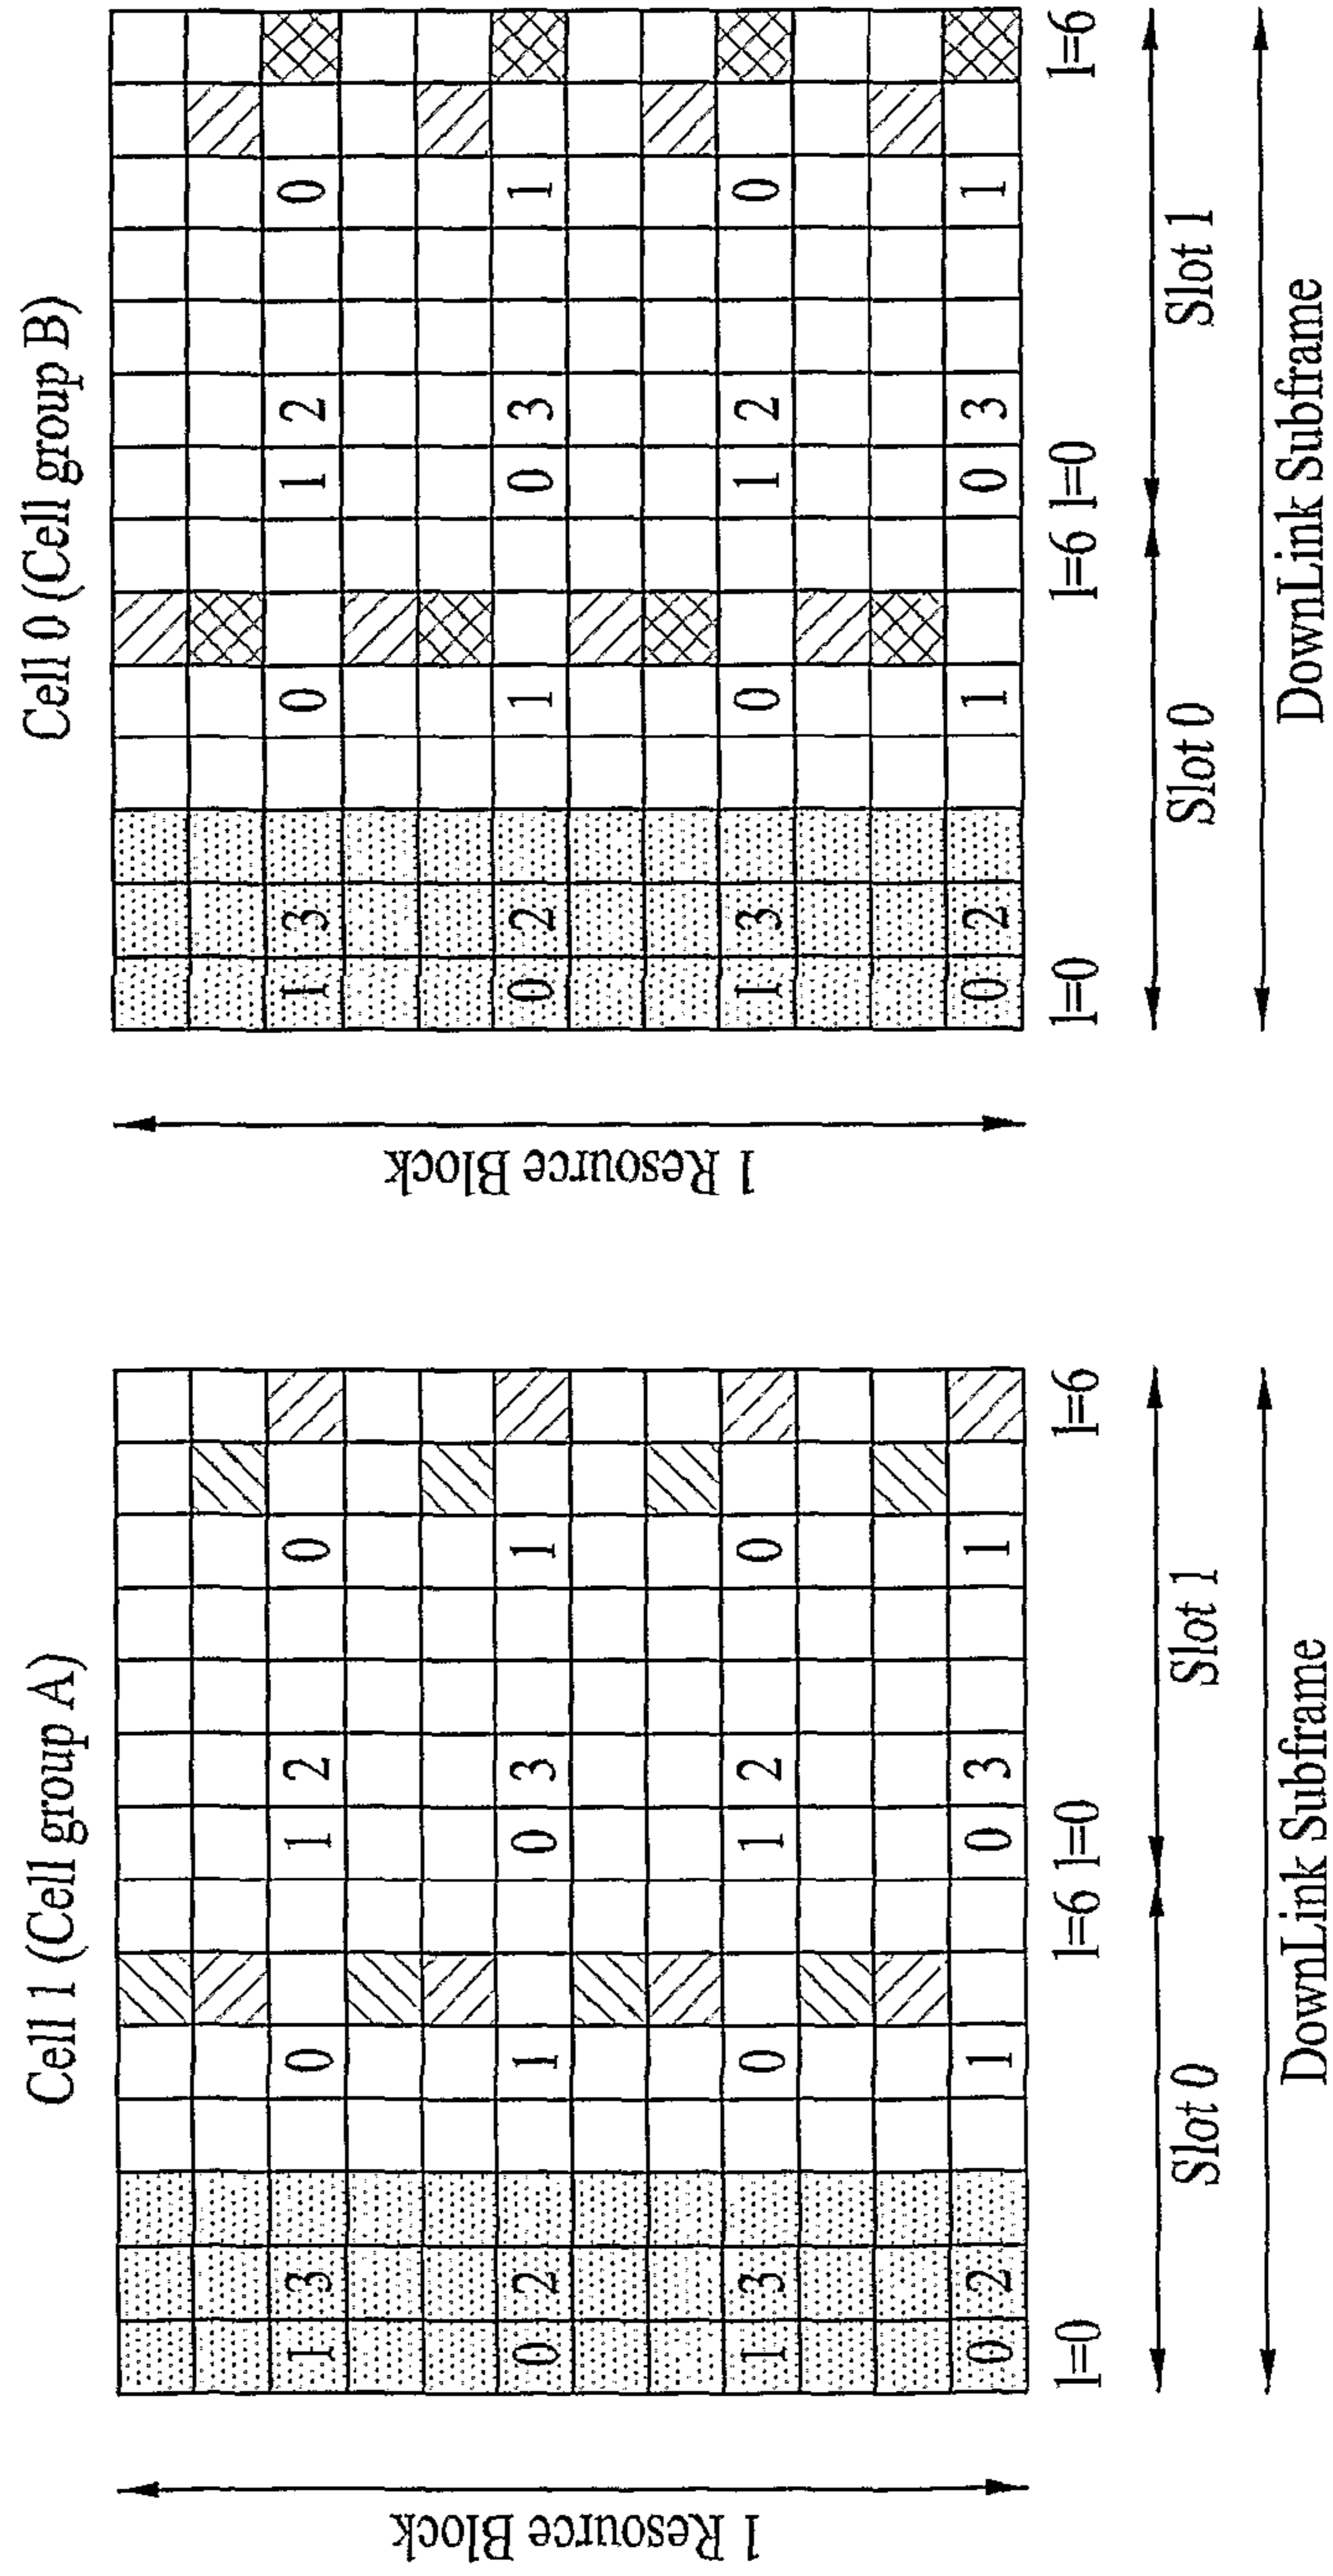 Cell 1 (Cell group A)
1 Resource Block
1 3 0 1 2 0
0 2 1 0 3 1
1 3 0 1 2 0
0 2 1 0 3 1
l=0 l=6 l=0 l=6
Slot 0 Slot 1
DownLink Subframe
Cell 0 (Cell group B)
1 Resource Block
1 3 0 1 2 0
0 2 1 0 3 1
1 3 0 1 2 0
0 2 1 0 3 1
l=0 l=6 l=0 l=6
Slot 0 Slot 1
DownLink Subframe